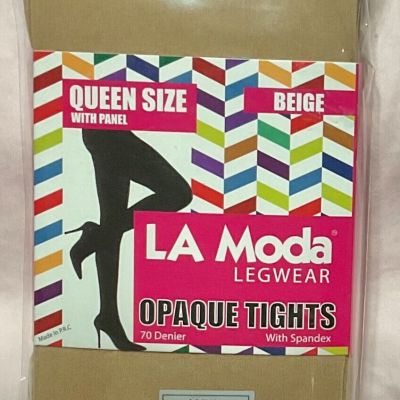 QUEEN SIZE
WITH PANEL
BEIGE
LA Moda®
LEGWEAR
OPAQUE TIGHTS
70 Denier
With Spandex
Made In P.R.C.